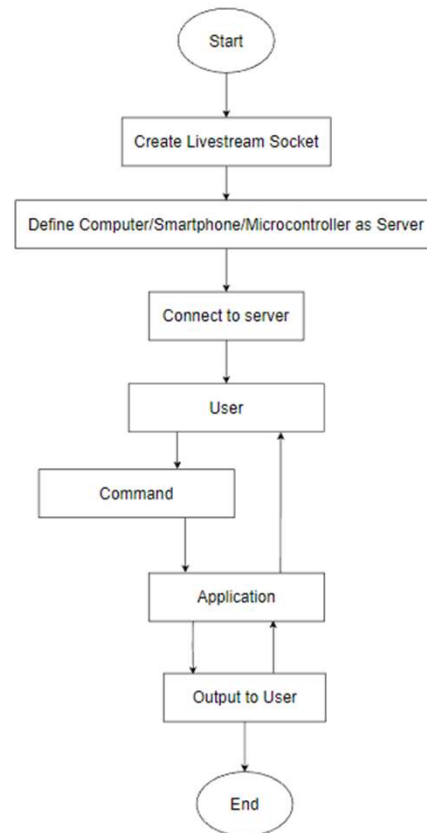 Start
Create Livestream Socket
Define Computer/Smartphone/Microcontroller as Server
Connect to server
User
Command
Application
Output to User
End